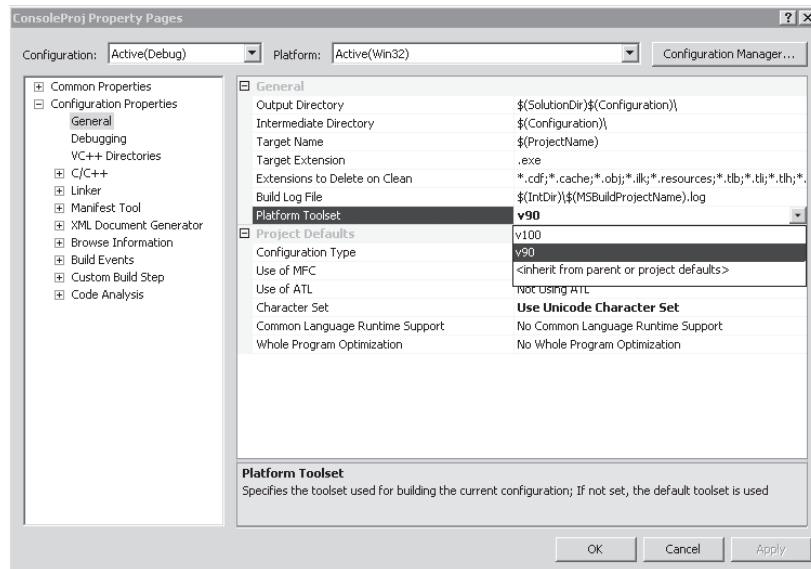 ConsoleProj Property Pages
Configuration: Active(Debug) Platform: Active(Win32) Configuration Manager...
Common Properties
Configuration Properties
General
Debugging
VC++ Directories
C/C++
Linker
Manifest Tool
XML Document Generator
Browse Information
Build Events
Custom Build Step
Code Analysis
General
Output Directory $(SolutionDir)$(Configuration)\
Intermediate Directory $(Configuration)\
Target Name $(ProjectName)
Target Extension .exe
Extensions to Delete on Clean *.cdf;*.cache;*.obj;*.ilk;*.resources;*.tlb;*.tli;*.tlh;*.
Build Log File $(IntDir)\$(MSBuildProjectName).log
Platform Toolset v90
v100
v90
<inherit from parent or project defaults>
Project Defaults
Configuration Type
Use of MFC
Use of ATL Not Using ATL
Character Set Use Unicode Character Set
Common Language Runtime Support No Common Language Runtime Support
Whole Program Optimization No Whole Program Optimization
Platform Toolset
Specifies the toolset used for building the current configuration; If not set, the default toolset is used
OK Cancel Apply